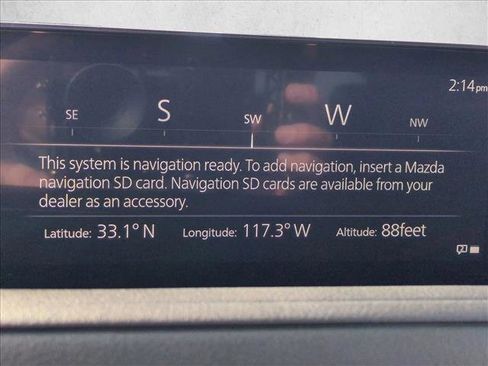 2:14pm
SE S SW W NW
This system is navigation ready. To add navigation, insert a Mazda
navigation SD card. Navigation SD cards are available from your
dealer as an accessory.
Latitude: 33.1° N Longitude: 117.3° W Altitude: 88feet